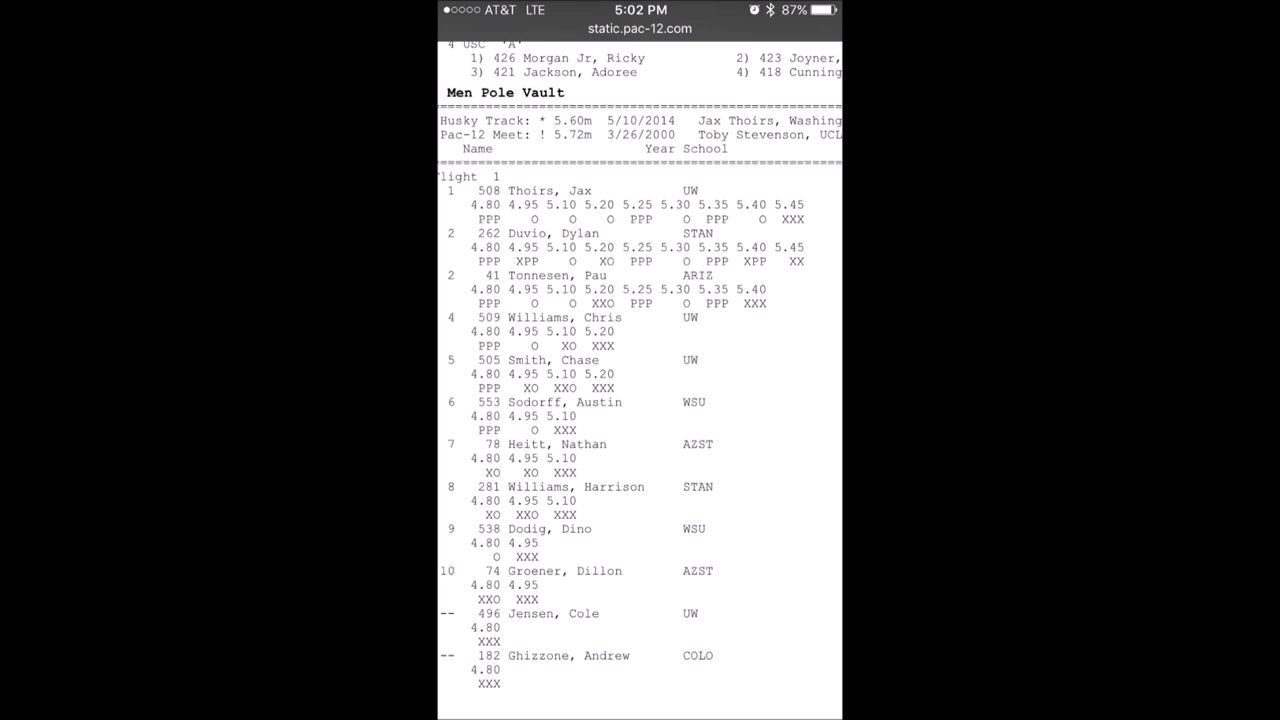 AT&T LTE 5:02 PM 87%
static.pac-12.com
4 USC 'A'
1) 426 Morgan Jr, Ricky 2) 423 Joyner,
3) 421 Jackson, Adoree 4) 418 Cunning
Men Pole Vault
Husky Track: * 5.60m 5/10/2014 Jax Thoirs, Washing
Pac-12 Meet: ! 5.72m 3/26/2000 Toby Stevenson, UCL
Name Year School
light 1
1 508 Thoirs, Jax UW
4.80 4.95 5.10 5.20 5.25 5.30 5.35 5.40 5.45
PPP O O O PPP O PPP O XXX
2 262 Duvio, Dylan STAN
4.80 4.95 5.10 5.20 5.25 5.30 5.35 5.40 5.45
PPP XPP O XO PPP O PPP XPP XX
2 41 Tonnesen, Pau ARIZ
4.80 4.95 5.10 5.20 5.25 5.30 5.35 5.40
PPP O O XXO PPP O PPP XXX
4 509 Williams, Chris UW
4.80 4.95 5.10 5.20
PPP O XO XXX
5 505 Smith, Chase UW
4.80 4.95 5.10 5.20
PPP XO XXO XXX
6 553 Sodorff, Austin WSU
4.80 4.95 5.10
PPP O XXX
7 78 Heitt, Nathan AZST
4.80 4.95 5.10
XO XO XXX
8 281 Williams, Harrison STAN
4.80 4.95 5.10
XO XXO XXX
9 538 Dodig, Dino WSU
4.80 4.95
O XXX
10 74 Groener, Dillon AZST
4.80 4.95
XXO XXX
-- 496 Jensen, Cole UW
4.80
XXX
-- 182 Ghizzone, Andrew COLO
4.80
XXX